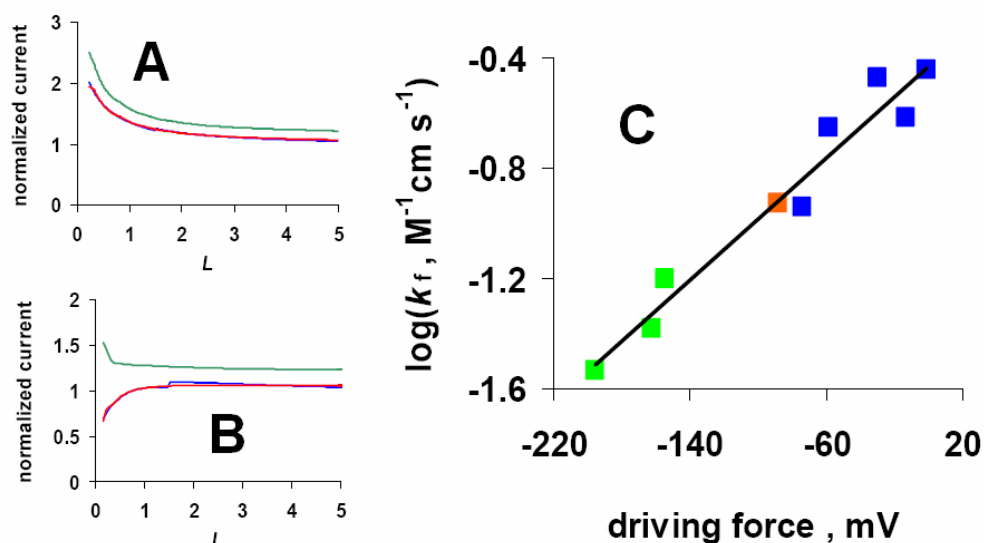 A
normalized current
3
2
1
0
0 1 2 3 4 5
L
B
normalized current
2
1.5
1
0.5
0
0 1 2 3 4 5
L
C
log(kf , M-1cm s-1)
-0.4
-0.8
-1.2
-1.6
-220 -140 -60 20
driving force , mV